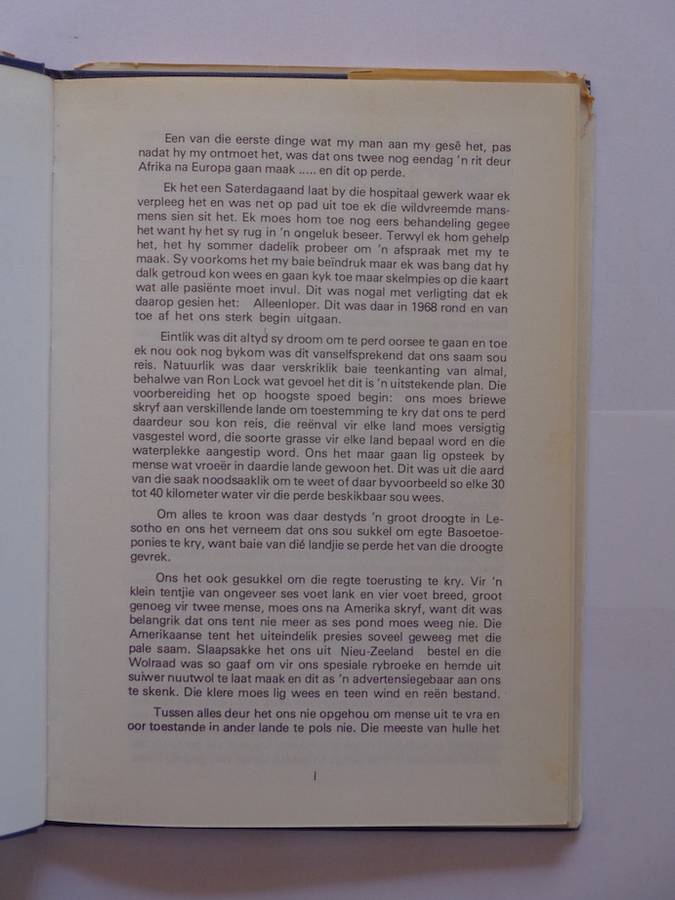 Een van die eerste dinge wat my man aan my gesê het, pas
nadat hy my ontmoet het, was dat ons twee nog eendag 'n rit deur
Afrika na Europa gaan maak ..... en dit op perde.
Ek het een Saterdagaand laat by die hospitaal gewerk waar ek
verpleeg het en was net op pad uit toe ek die wildvreemde mans-
mens sien sit het. Ek moes hom toe nog eers behandeling gegee
het want hy het sy rug in 'n ongeluk beseer. Terwyl ek hom gehelp
het, het hy sommer dadelik probeer om 'n afspraak met my te
maak. Sy voorkoms het my baie beïndruk maar ek was bang dat hy
dalk getroud kon wees en gaan kyk toe maar skelmpies op die kaart
wat alle pasiënte moet invul. Dit was nogal met verligting dat ek
daarop gesien het: Alleenloper. Dit was daar in 1968 rond en van
toe af het ons sterk begin uitgaan.
Eintlik was dit altyd sy droom om te perd oorsee te gaan en toe
ek nou ook nog bykom was dit vanselfsprekend dat ons saam sou
reis. Natuurlik was daar verskriklik baie teenkanting van almal,
behalwe van Ron Lock wat gevoel het dit is 'n uitstekende plan. Die
voorbereiding het op hoogste spoed begin: ons moes briewe
skryf aan verskillende lande om toestemming te kry dat ons te perd
daardeur sou kon reis, die reënval vir elke land moes versigtig
vasgestel word, die soorte grasse vir elke land bepaal word en die
waterplekke aangestip word. Ons het maar gaan lig opsteek by
mense wat vroeër in daardie lande gewoon het. Dit was uit die aard
van die saak noodsaaklik om te weet of daar byvoorbeeld so elke 30
tot 40 kilometer water vir die perde beskikbaar sou wees.
Om alles te kroon was daar destyds 'n groot droogte in Le-
sotho en ons het verneem dat ons sou sukkel om egte Basoetoe-
ponies te kry, want baie van dié landjie se perde het van die droogte
gevrek.
Ons het ook gesukkel om die regte toerusting te kry. Vir 'n
klein tentjie van ongeveer ses voet lank en vier voet breed, groot
genoeg vir twee mense, moes ons na Amerika skryf, want dit was
belangrik dat ons tent nie meer as ses pond moes weeg nie. Die
Amerikaanse tent het uiteindelik presies soveel geweeg met die
pale saam. Slaapsakke het ons uit Nieu-Zeeland bestel en die
Wolraad was so gaaf om vir ons spesiale rybroeke en hemde uit
suiwer nuutwol te laat maak en dit as 'n advertensiegebaar aan ons
te skenk. Die klere moes lig wees en teen wind en reën bestand.
Tussen alles deur het ons nie opgehou om mense uit te vra en
oor toestande in ander lande te pols nie. Die meeste van hulle het
1